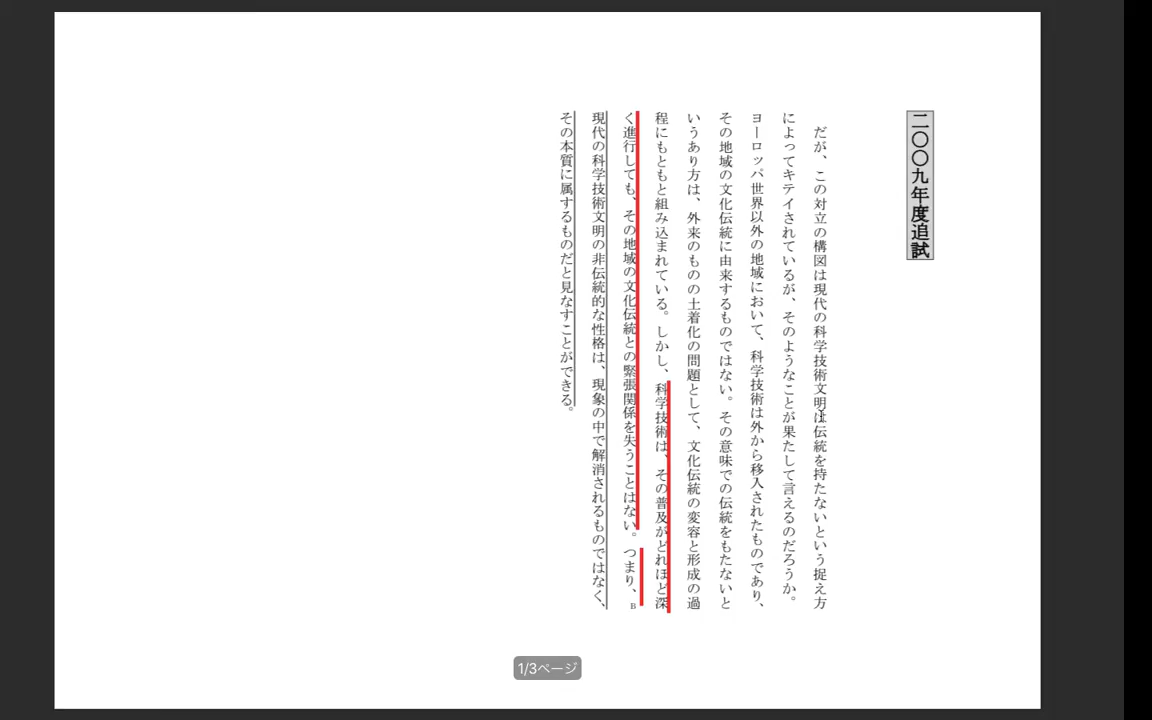 二〇〇九年度追試
だが、この対立の構図は現代の科学技術文明は伝統を持たないという捉え方
によってキテイされているが、そのようなことが果たして言えるのだろうか。
ヨーロッパ世界以外の地域において、科学技術は外から移入されたものであり、
その地域の文化伝統に由来するものではない。その意味での伝統をもたないと
いうあり方は、外来のものの土着化の問題として、文化伝統の変容と形成の過
程にもともと組み込まれている。しかし、科学技術は、その普及がどれほど深
く進行しても、その地域の文化伝統との緊張関係を失うことはない。つまり、B
現代の科学技術文明の非伝統的な性格は、現象の中で解消されるものではなく、
その本質に属するものだと見なすことができる。
1/3ページ